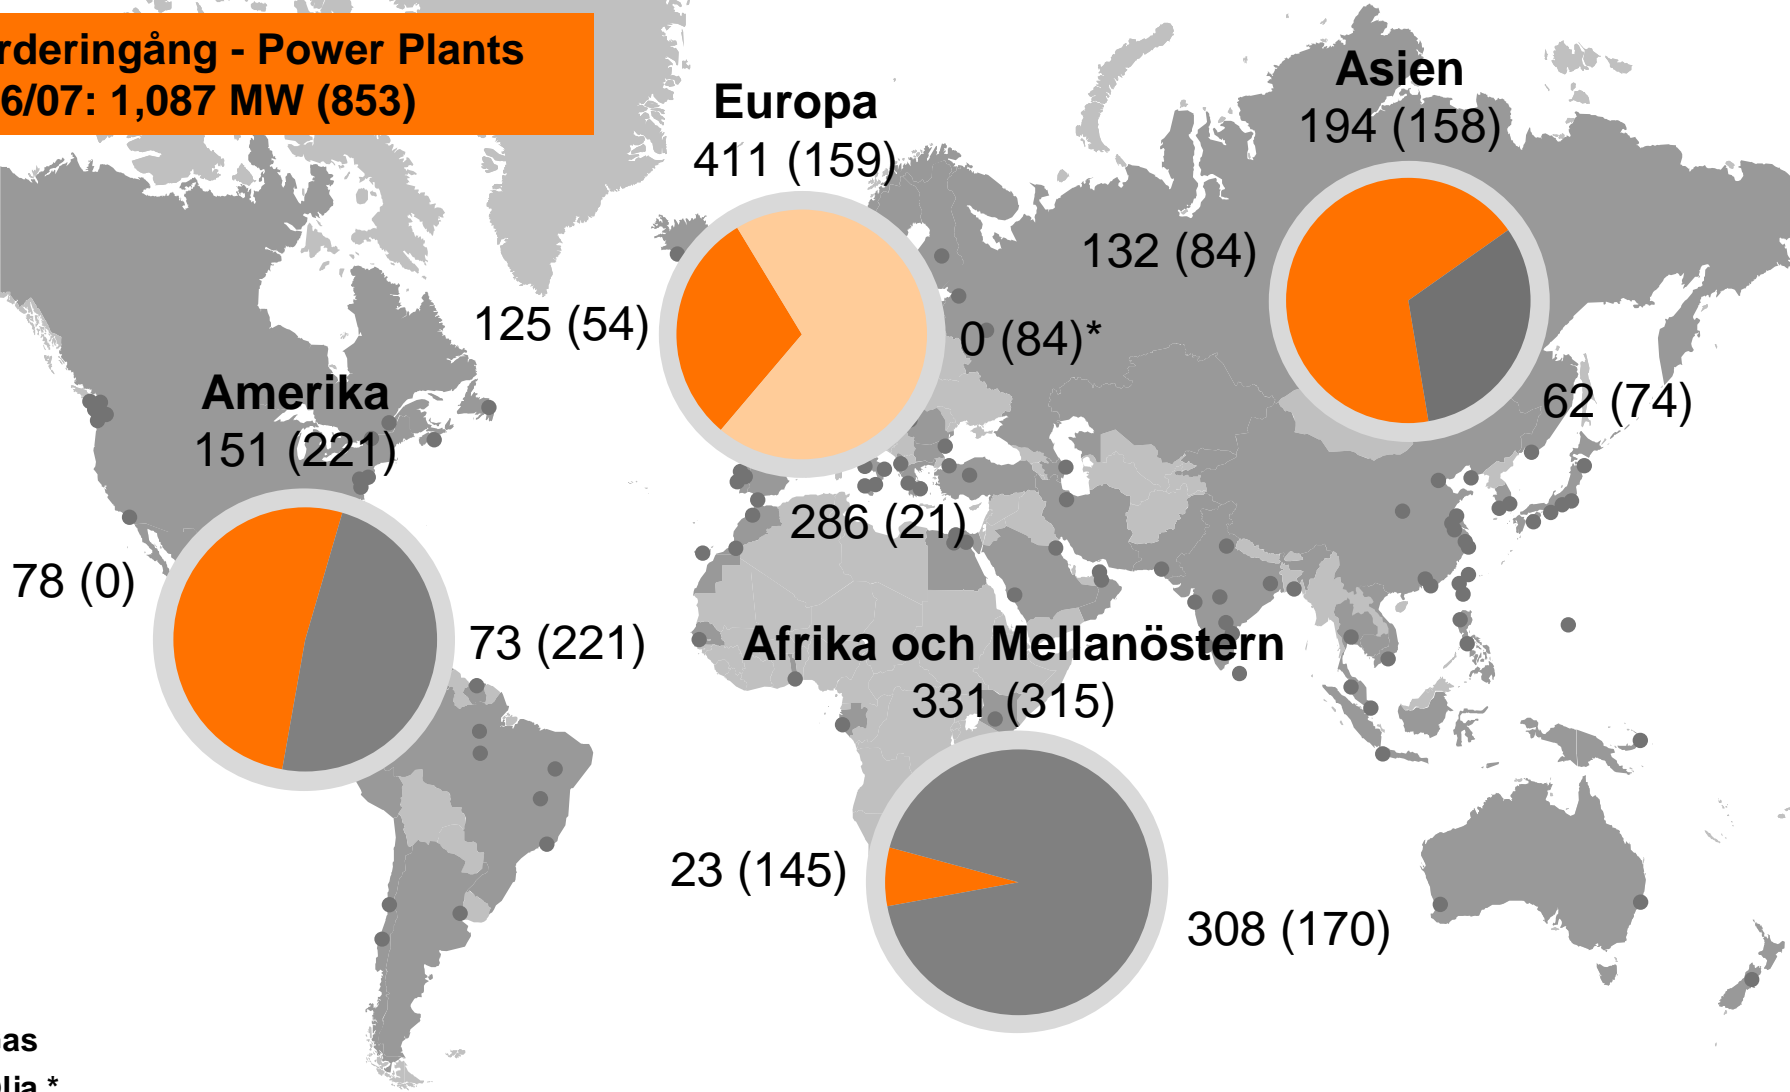 rderingång - Power Plants
6/07: 1,087 MW (853)
Europa
411 (159)
Asien
194 (158)
132 (84)
125 (54)
0 (84)*
62 (74)
Amerika
151 (221)
286 (21)
78 (0)
73 (221)
Afrika och Mellanöstern
331 (315)
23 (145)
308 (170)
as
lja *